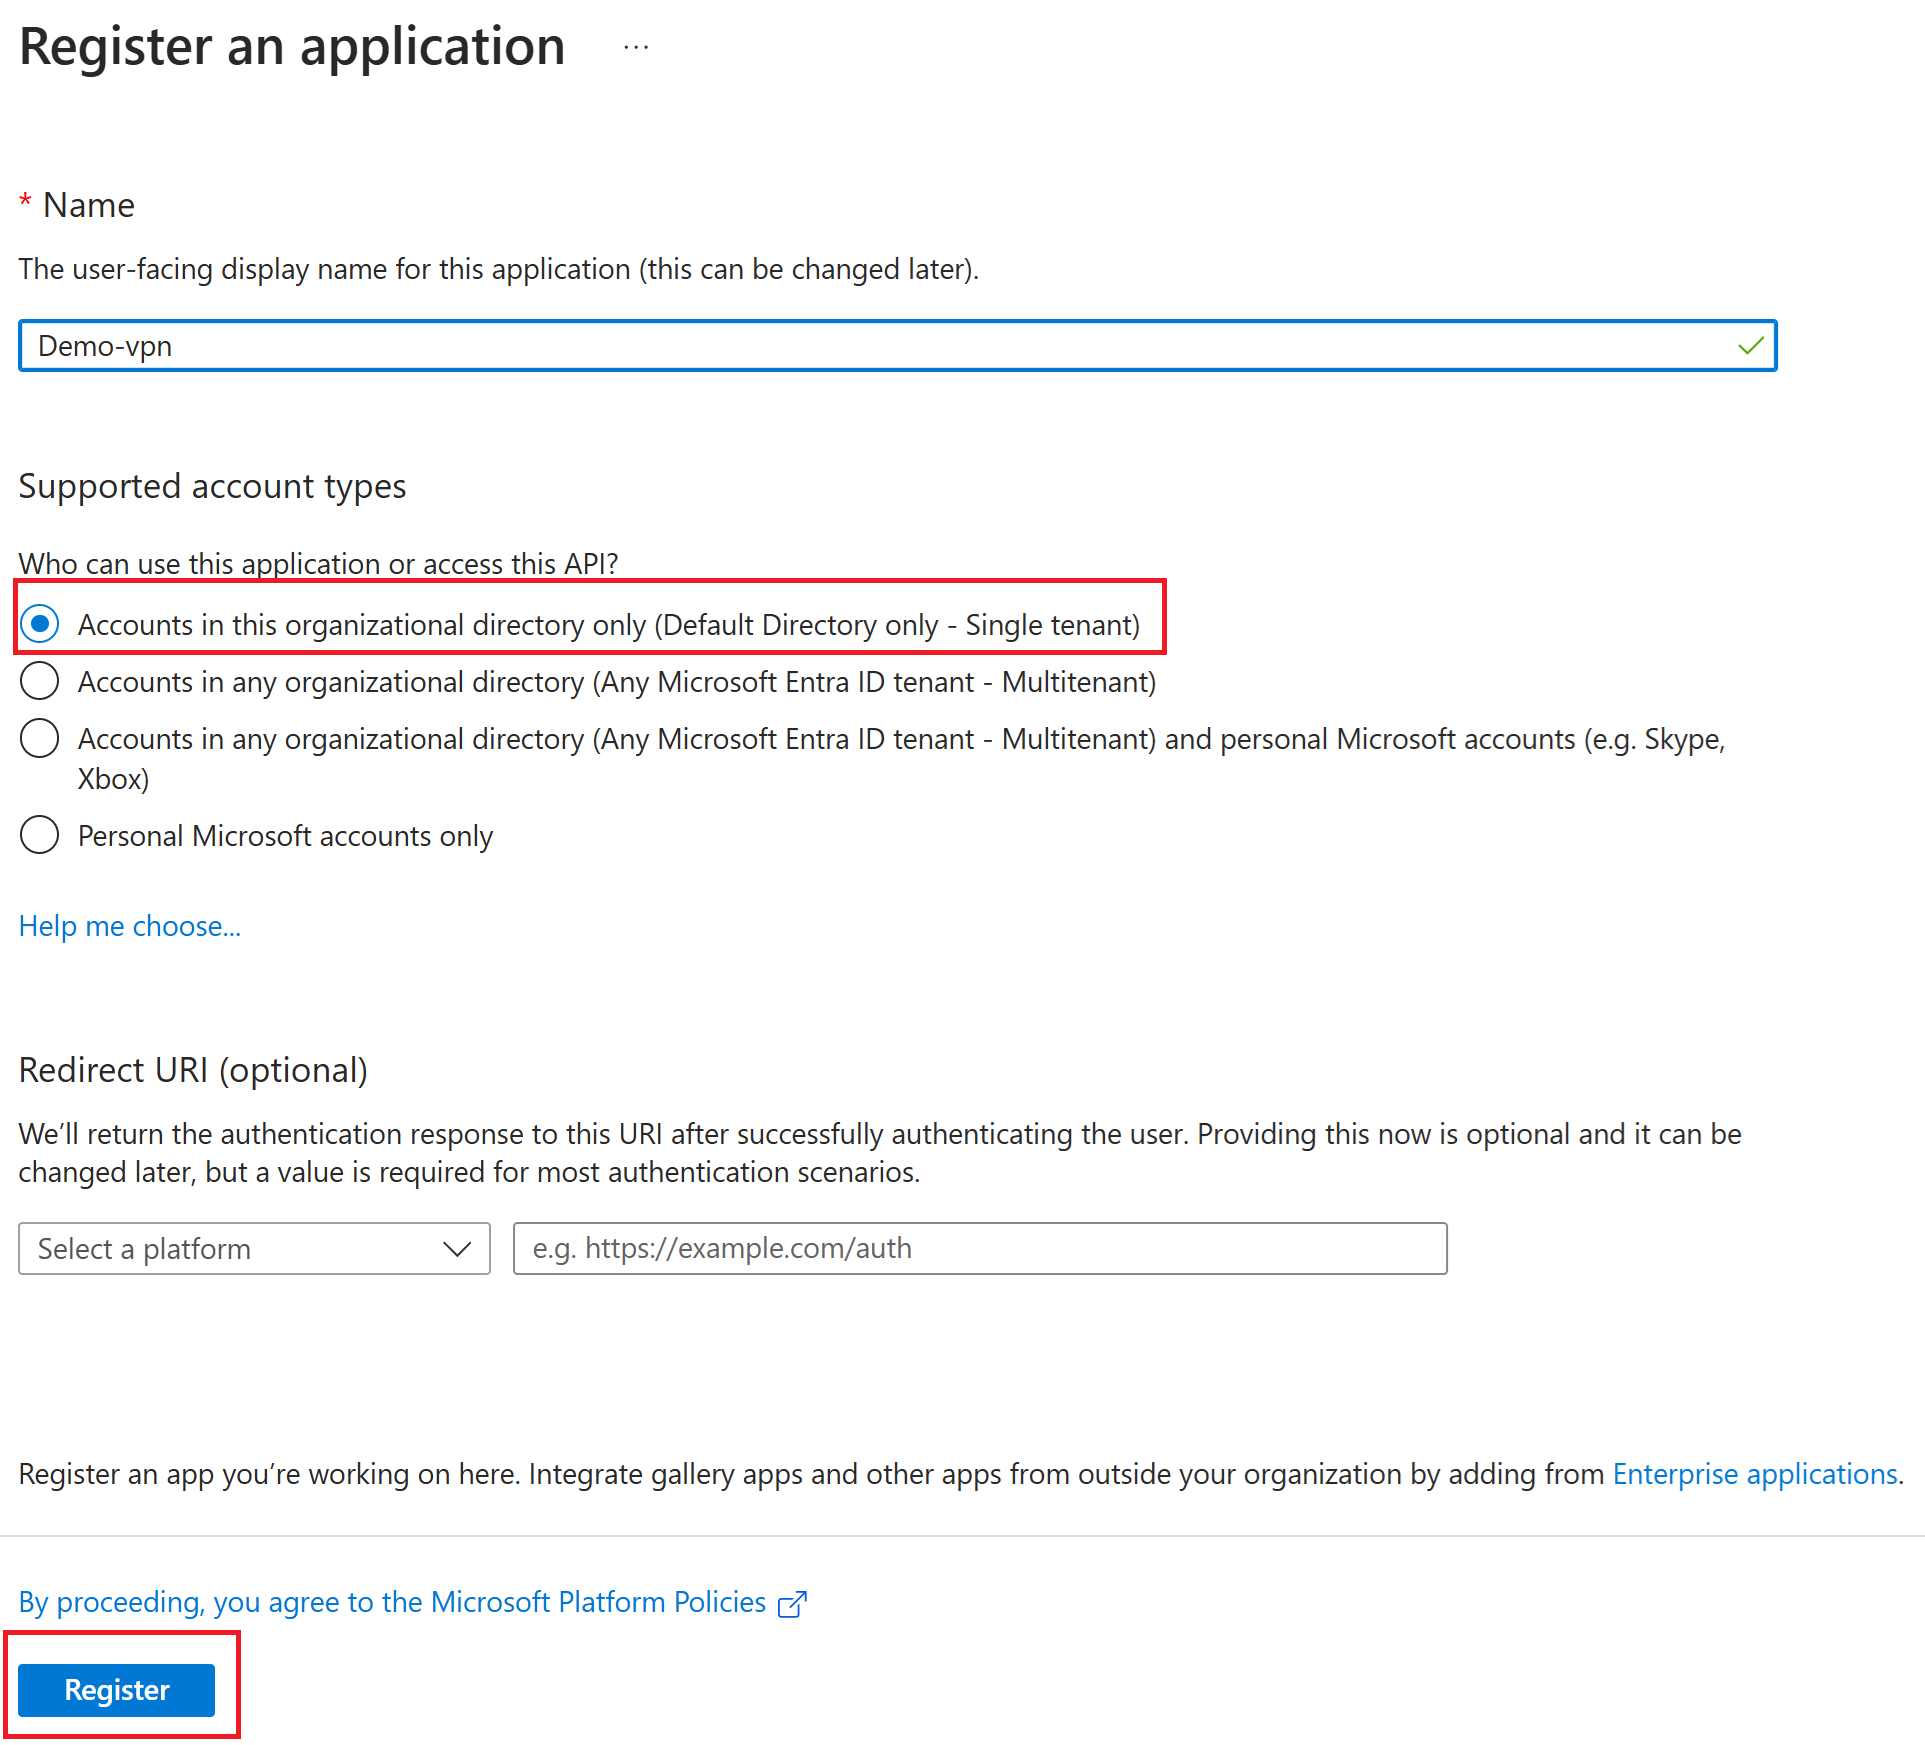 Register an application ...
* Name
The user-facing display name for this application (this can be changed later).
Demo-vpn
Supported account types
Who can use this application or access this API?
Accounts in this organizational directory only (Default Directory only - Single tenant)
Accounts in any organizational directory (Any Microsoft Entra ID tenant - Multitenant)
Accounts in any organizational directory (Any Microsoft Entra ID tenant - Multitenant) and personal Microsoft accounts (e.g. Skype,
Xbox)
Personal Microsoft accounts only
Help me choose...
Redirect URI (optional)
We’ll return the authentication response to this URI after successfully authenticating the user. Providing this now is optional and it can be
changed later, but a value is required for most authentication scenarios.
Select a platform e.g. https://example.com/auth
Register an app you’re working on here. Integrate gallery apps and other apps from outside your organization by adding from Enterprise applications.
By proceeding, you agree to the Microsoft Platform Policies
Register